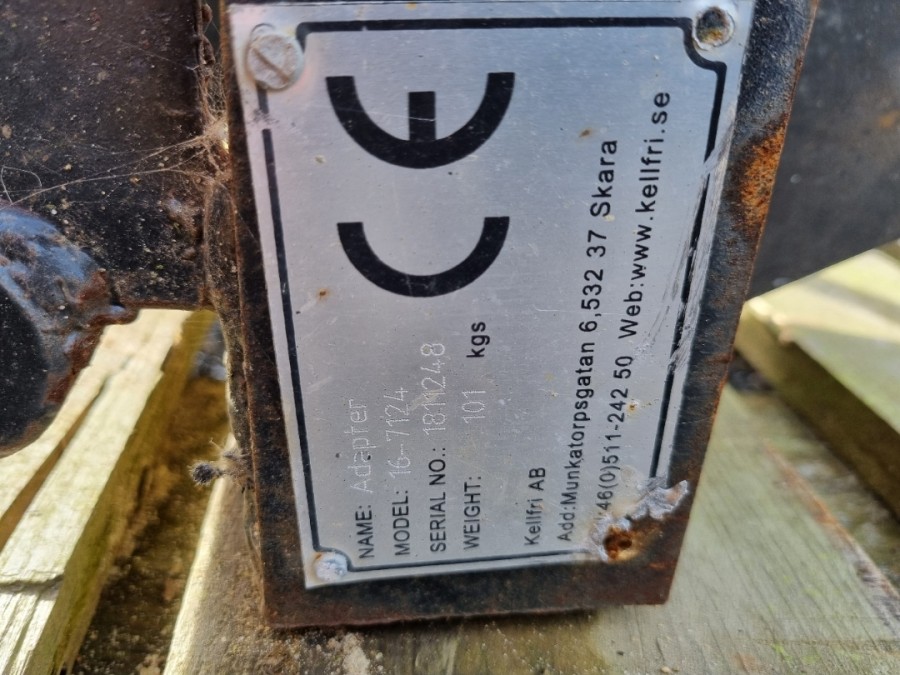 CE
NAME: Adapter
MODEL: 16-7124
SERIAL NO.: 1811248
WEIGHT: 101 kgs
Kellfri AB
Add:Munkatorpsgatan 6,532 37 Skara
46(0)511-242 50 Web:www.kellfri.se